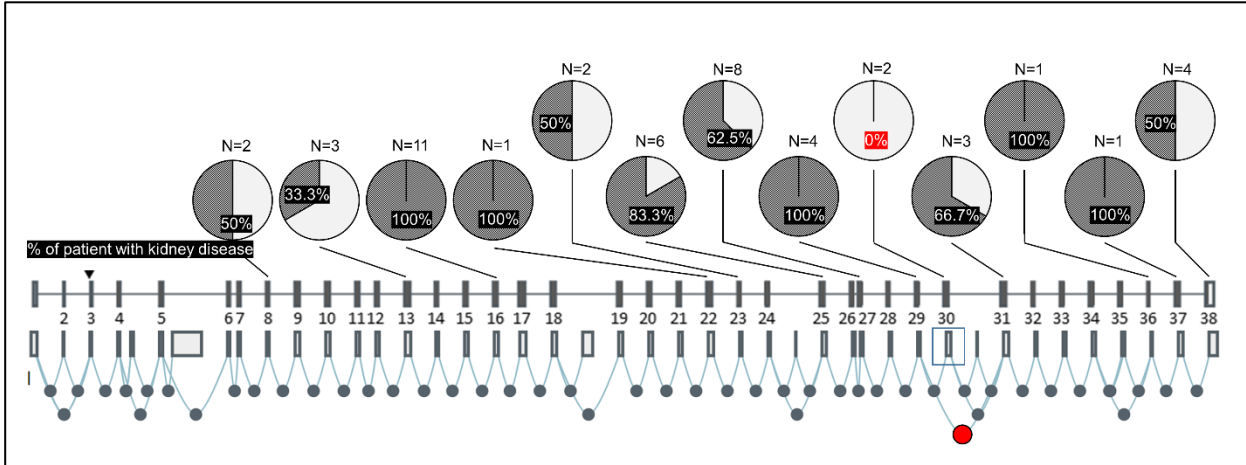 N=2
N=8
N=2
N=1
N=4
50%
62.5%
0%
100%
50%
N=2
N=3
N=11
N=1
N=6
N=4
N=3
N=1
50%
33.3%
100%
100%
83.3%
100%
66.7%
100%
% of patient with kidney disease
2 3 4 5 6 7 8 9 10 11 12 13 14 15 16 17 18 19 20 21 22 23 24 25 26 27 28 29 30 31 32 33 34 35 36 37 38